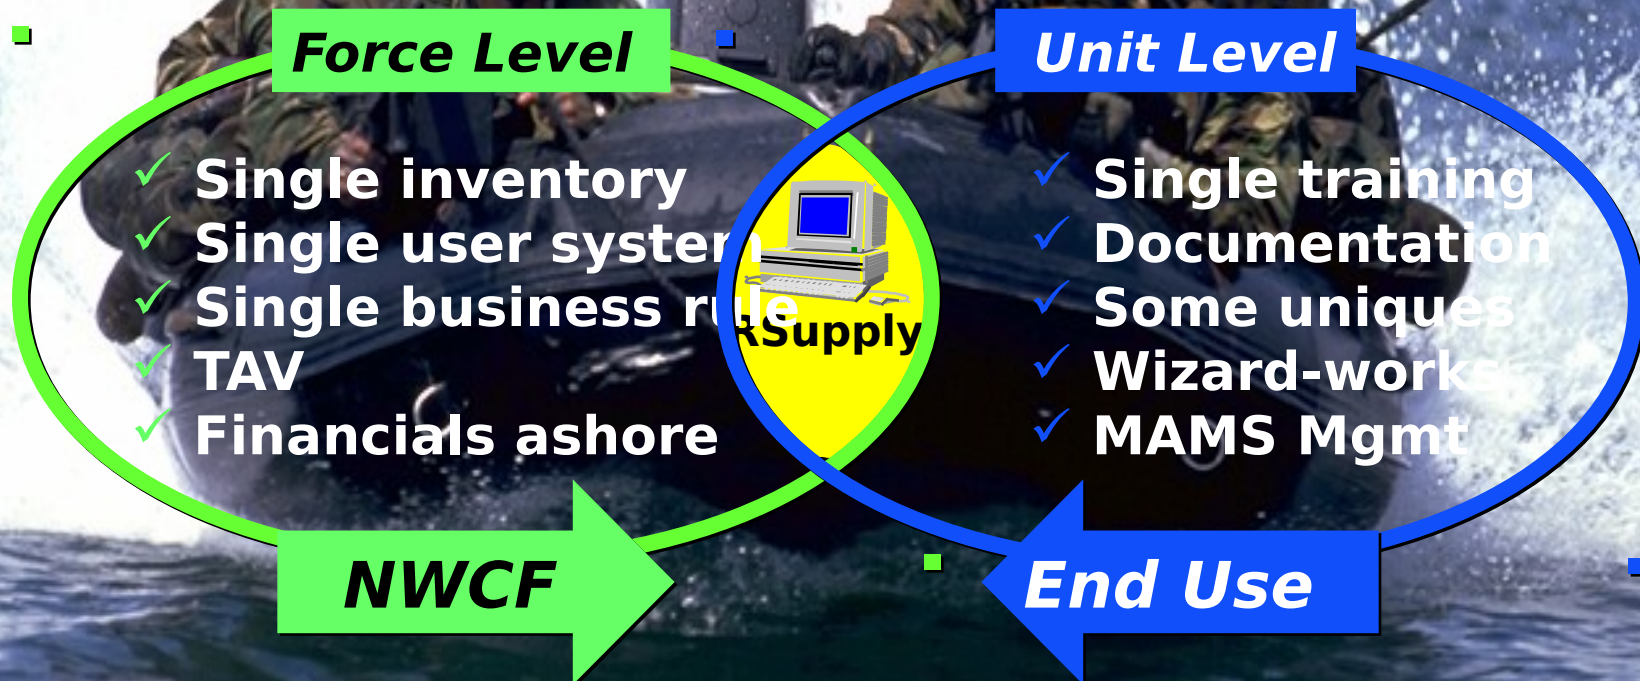 Force Level
Single inventory
Single user system
Single business rule
TAV
Financials ashore
NWCF
RSupply
Unit Level
Single training
Documentation
Some uniques
Wizard-works
MAMS Mgmt
End Use